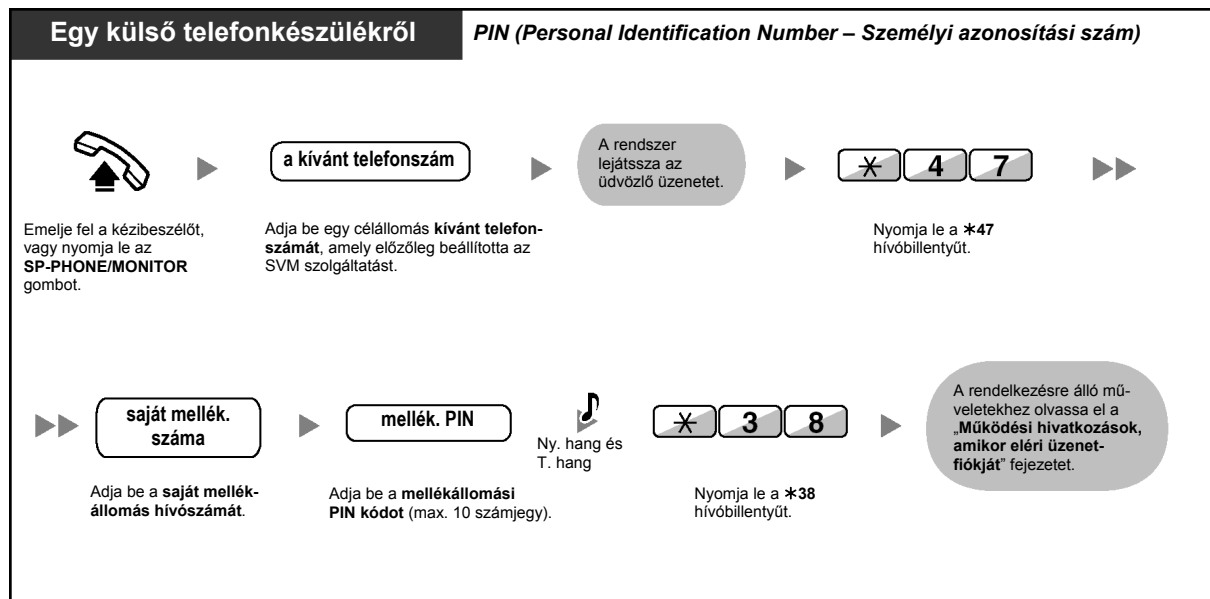 Egy külső telefonkészülékről
PIN (Personal Identification Number – Személyi azonosítási szám)
Emelje fel a kézibeszélőt,
vagy nyomja le az
SP-PHONE/MONITOR
gombot.
a kívánt telefonszám
Adja be egy célállomás kívánt telefon-
számát, amely előzőleg beállította az
SVM szolgáltatást.
A rendszer
lejátssza az
üdvözlő üzenetet.
∗ 4 7
Nyomja le a ∗47
hívóbillentyűt.
saját mellék.
száma
Adja be a saját mellék-
állomás hívószámát.
mellék. PIN
Adja be a mellékállomási
PIN kódot (max. 10 számjegy).
Ny. hang és
T. hang
∗ 3 8
Nyomja le a ∗38
hívóbillentyűt.
A rendelkezésre álló mű-
veletekhez olvassa el a
„Működési hivatkozások,
amikor eléri üzenet-
fiókját” fejezetet.